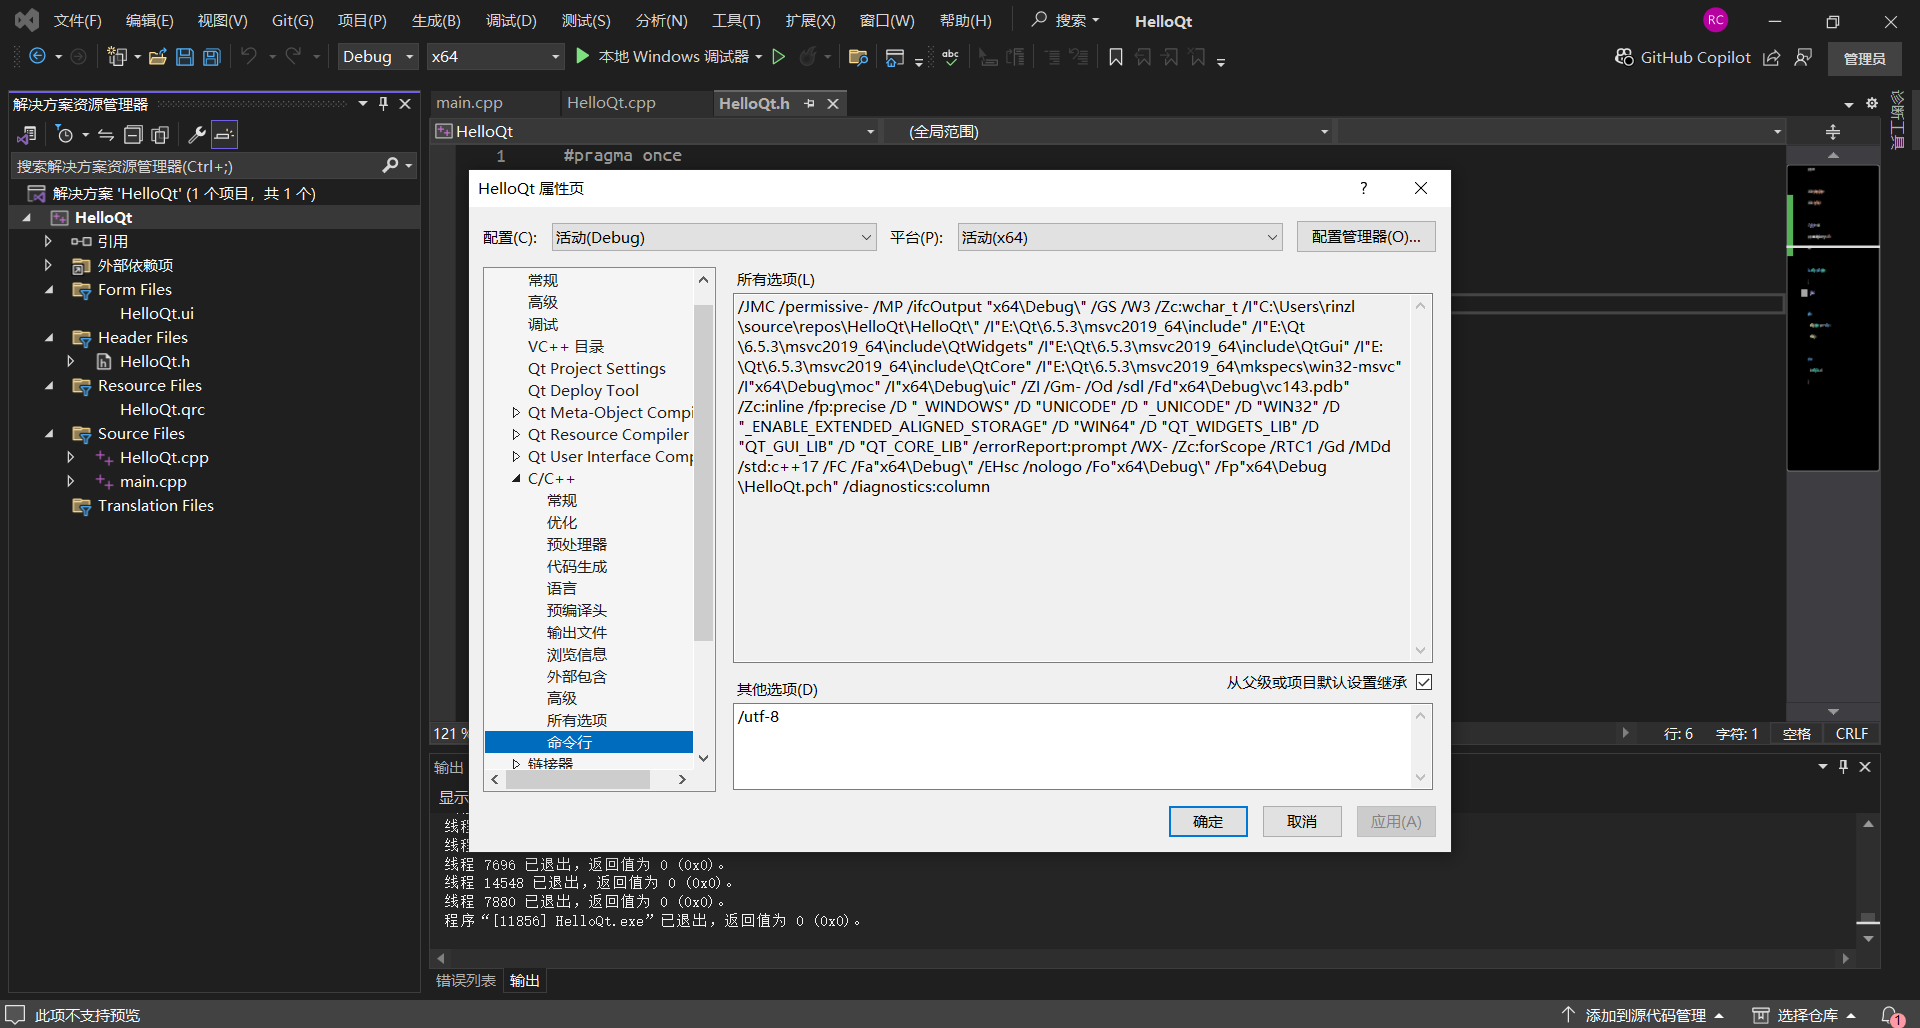 文件(F) 编辑(E) 视图(V) Git(G) 项目(P) 生成(B) 调试(D) 测试(S) 分析(N) 工具(T) 扩展(X) 窗口(W) 帮助(H) 搜索 HelloQt RC
Debug x64 本地 Windows 调试器 abc GitHub Copilot 管理员
解决方案资源管理器
main.cpp HelloQt.cpp HelloQt.h
诊断工具
HelloQt (全局范围)
搜索解决方案资源管理器(Ctrl+;)
1 #pragma once
解决方案 'HelloQt' (1 个项目，共 1 个)
HelloQt
引用
外部依赖项
Form Files
HelloQt.ui
Header Files
HelloQt.h
Resource Files
HelloQt.qrc
Source Files
HelloQt.cpp
main.cpp
Translation Files
HelloQt 属性页 ?
配置(C): 活动(Debug) 平台(P): 活动(x64) 配置管理器(O)...
常规
高级
调试
VC++ 目录
Qt Project Settings
Qt Deploy Tool
Qt Meta-Object Compi
Qt Resource Compiler
Qt User Interface Comp
C/C++
常规
优化
预处理器
代码生成
语言
预编译头
输出文件
浏览信息
外部包含
高级
所有选项
命令行
链接器
所有选项(L)
/JMC /permissive- /MP /ifcOutput "x64\Debug\" /GS /W3 /Zc:wchar_t /I"C:\Users\rinzl
\source\repos\HelloQt\HelloQt\" /I"E:\Qt\6.5.3\msvc2019_64\include" /I"E:\Qt
\6.5.3\msvc2019_64\include\QtWidgets" /I"E:\Qt\6.5.3\msvc2019_64\include\QtGui" /I"E:
\Qt\6.5.3\msvc2019_64\include\QtCore" /I"E:\Qt\6.5.3\msvc2019_64\mkspecs\win32-msvc"
/I"x64\Debug\moc" /I"x64\Debug\uic" /ZI /Gm- /Od /sdl /Fd"x64\Debug\vc143.pdb"
/Zc:inline /fp:precise /D "_WINDOWS" /D "UNICODE" /D "_UNICODE" /D "WIN32" /D
"_ENABLE_EXTENDED_ALIGNED_STORAGE" /D "WIN64" /D "QT_WIDGETS_LIB" /D
"QT_GUI_LIB" /D "QT_CORE_LIB" /errorReport:prompt /WX- /Zc:forScope /RTC1 /Gd /MDd
/std:c++17 /FC /Fa"x64\Debug\" /EHsc /nologo /Fo"x64\Debug\" /Fp"x64\Debug
\HelloQt.pch" /diagnostics:column
其他选项(D) 从父级或项目默认设置继承
/utf-8
确定 取消 应用(A)
121 % 行: 6 字符: 1 空格 CRLF
输出
显示
线程
线程
线程 7696 已退出，返回值为 0 (0x0)。
线程 14548 已退出，返回值为 0 (0x0)。
线程 7880 已退出，返回值为 0 (0x0)。
程序“[11856] HelloQt.exe”已退出，返回值为 0 (0x0)。
错误列表 输出
此项不支持预览 添加到源代码管理 选择仓库 1